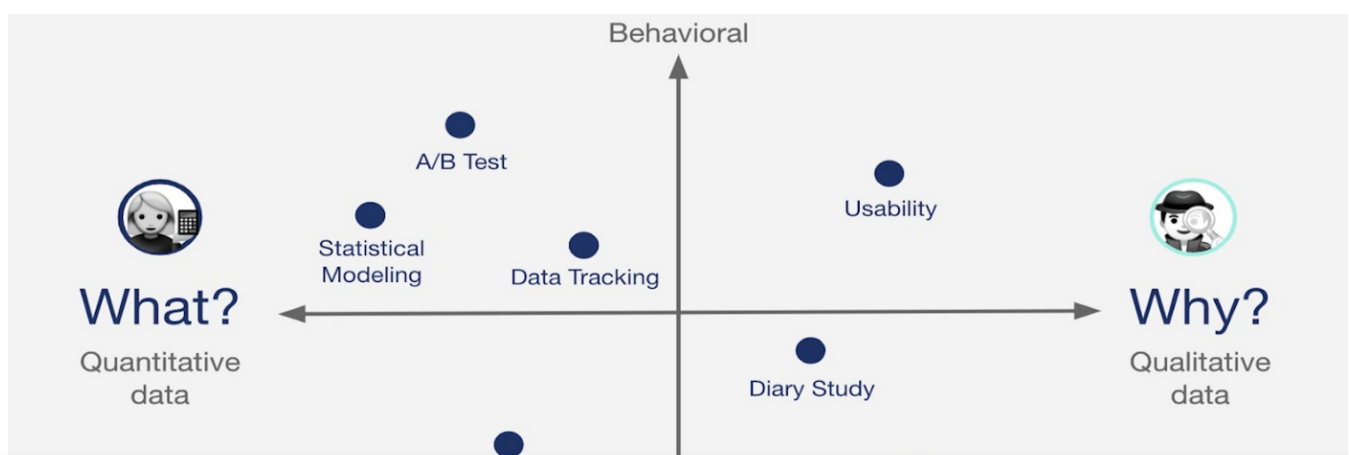 Behavioral
A/B Test
Usability
Statistical
Modeling
Data Tracking
What?
Why?
Quantitative
data
Qualitative
data
Diary Study